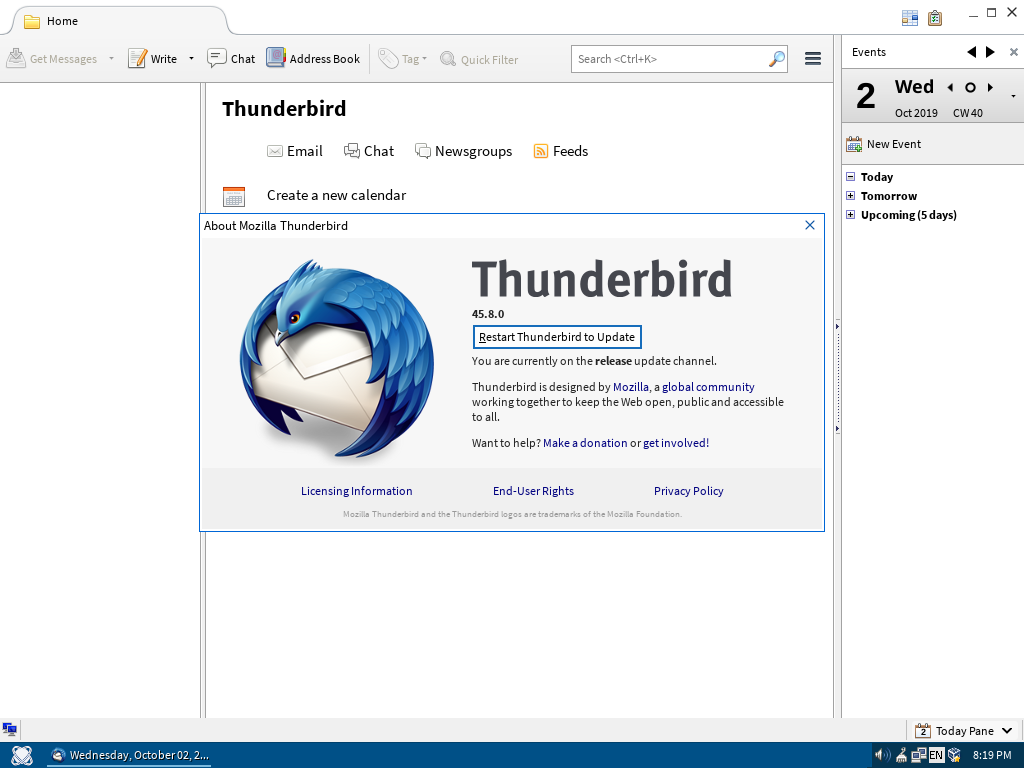 Home
Get Messages
Write
Chat
Address Book
Tag
Quick Filter
Search <Ctrl+K>
Events
2
Wed
Oct 2019
CW 40
New Event
Today
Tomorrow
Upcoming (5 days)
Thunderbird
Email
Chat
Newsgroups
Feeds
Create a new calendar
About Mozilla Thunderbird
Thunderbird
45.8.0
Restart Thunderbird to Update
You are currently on the release update channel.
Thunderbird is designed by Mozilla, a global community
working together to keep the Web open, public and accessible
to all.
Want to help? Make a donation or get involved!
Licensing Information
End-User Rights
Privacy Policy
Mozilla Thunderbird and the Thunderbird logos are trademarks of the Mozilla Foundation.
2
Today Pane
Wednesday, October 02, 2...
EN
8:19 PM